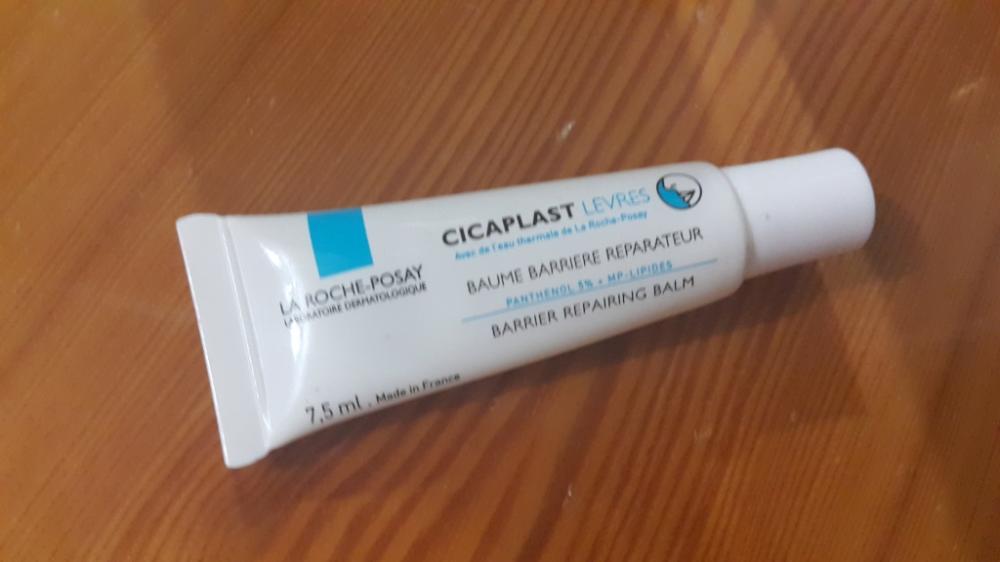 LA ROCHE-POSAY
LABORATOIRE DERMATOLOGIQUE
CICAPLAST LEVRES
Avec de l'eau thermale de La Roche-Posay
BAUME BARRIERE REPARATEUR
PANTHENOL 5% + MP-LIPIDES
BARRIER REPAIRING BALM
7,5 ml . Made in France